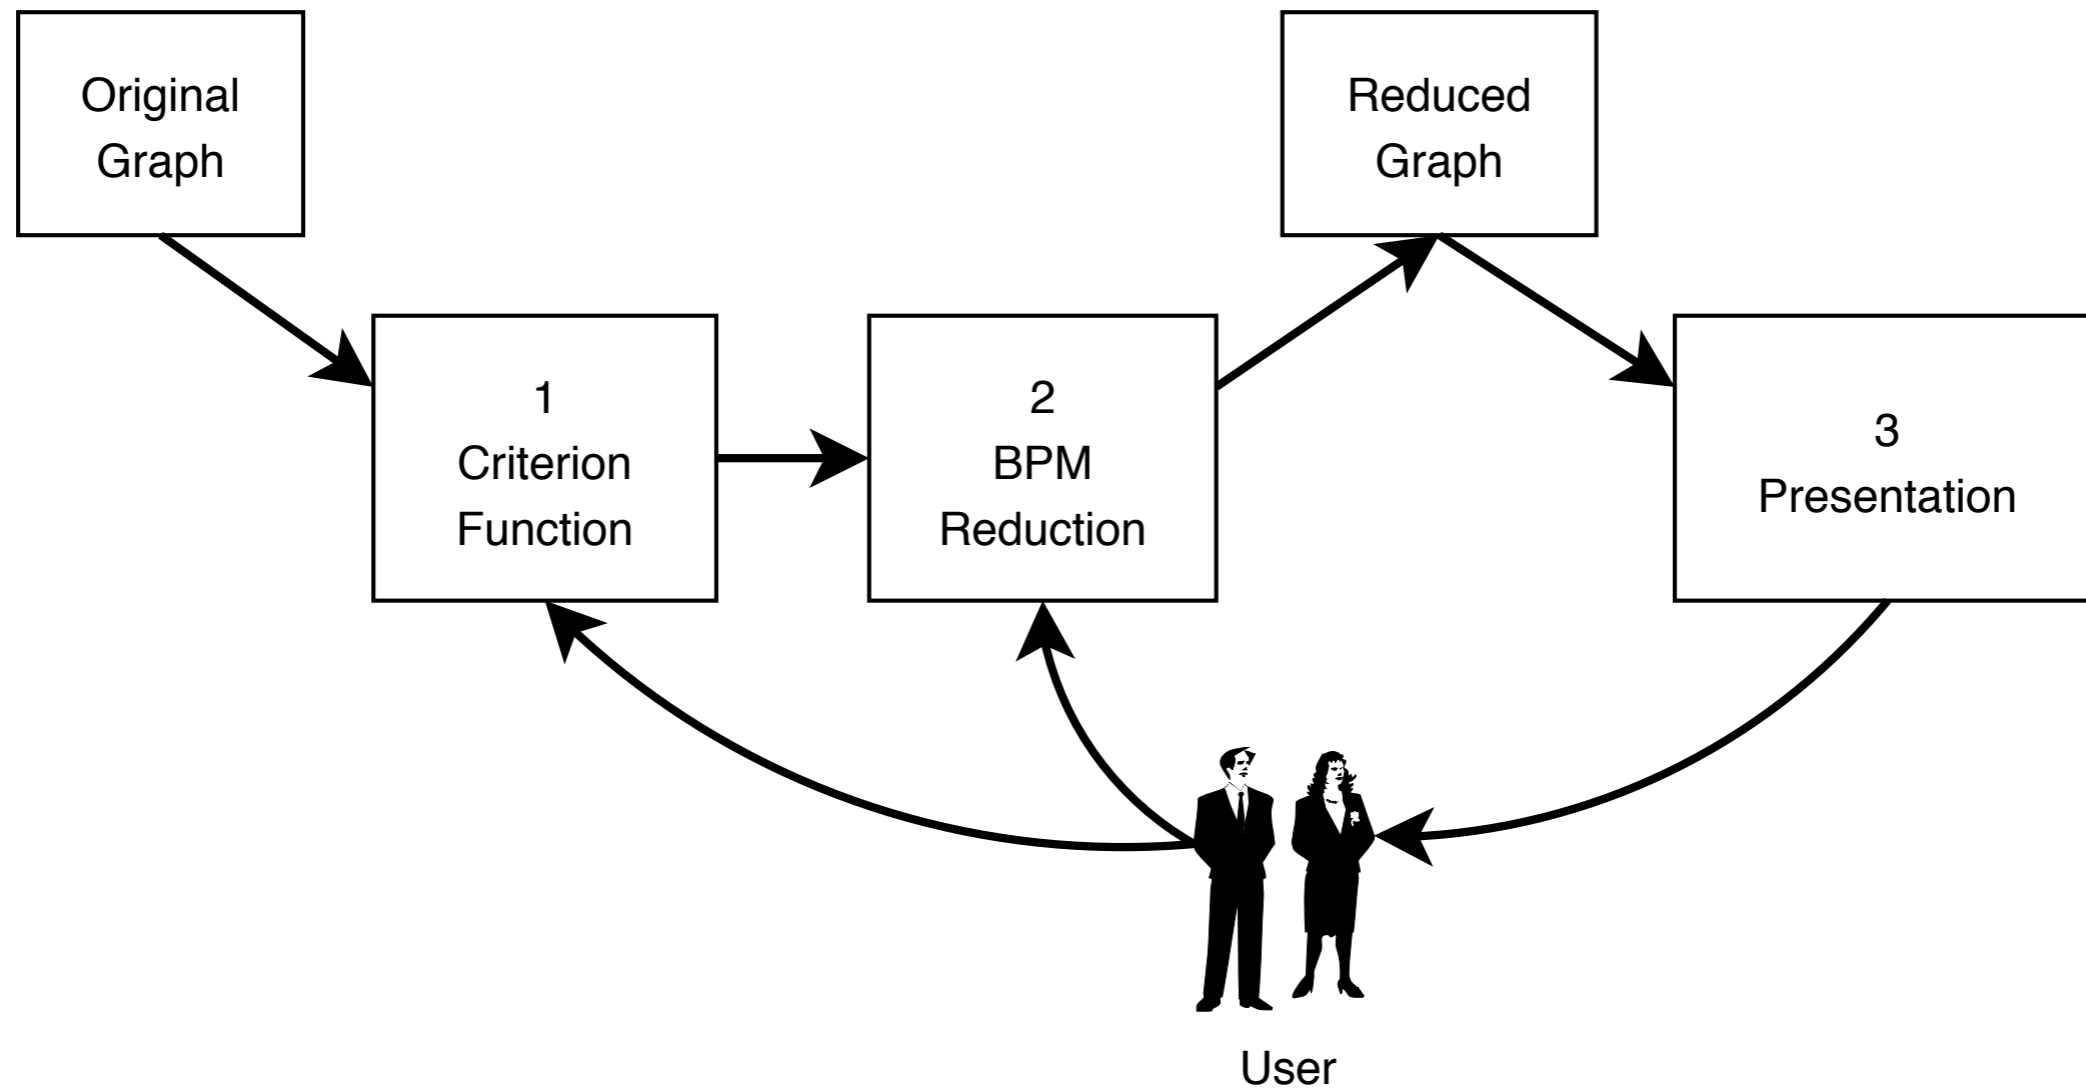 Original
Graph
Reduced
Graph
1
Criterion
Function
2
BPM
Reduction
3
Presentation
User